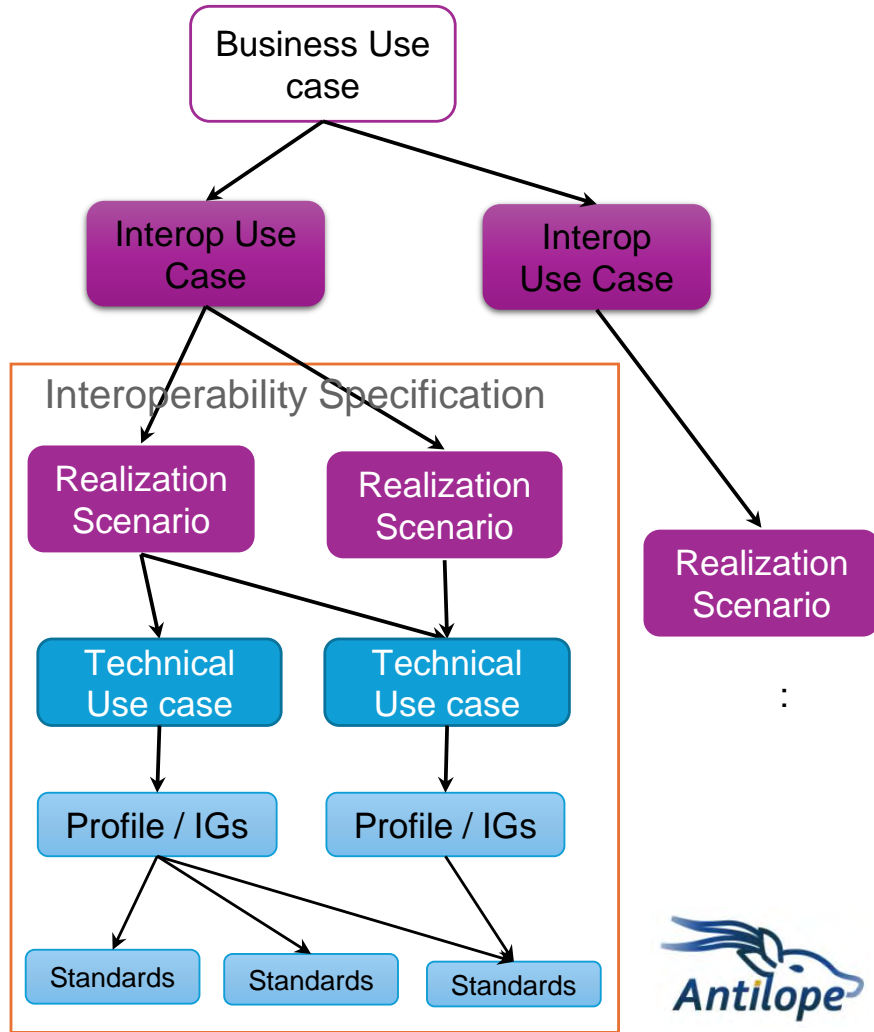 Business Use
case
Interop Use
Case
Interop
Use Case
Interoperability Specification
Realization
Scenario
Realization
Scenario
Realization
Scenario
Technical
Use case
Technical
Use case
:
Profile / IGs
Profile / IGs
Standards
Standards
Standards
Antilope